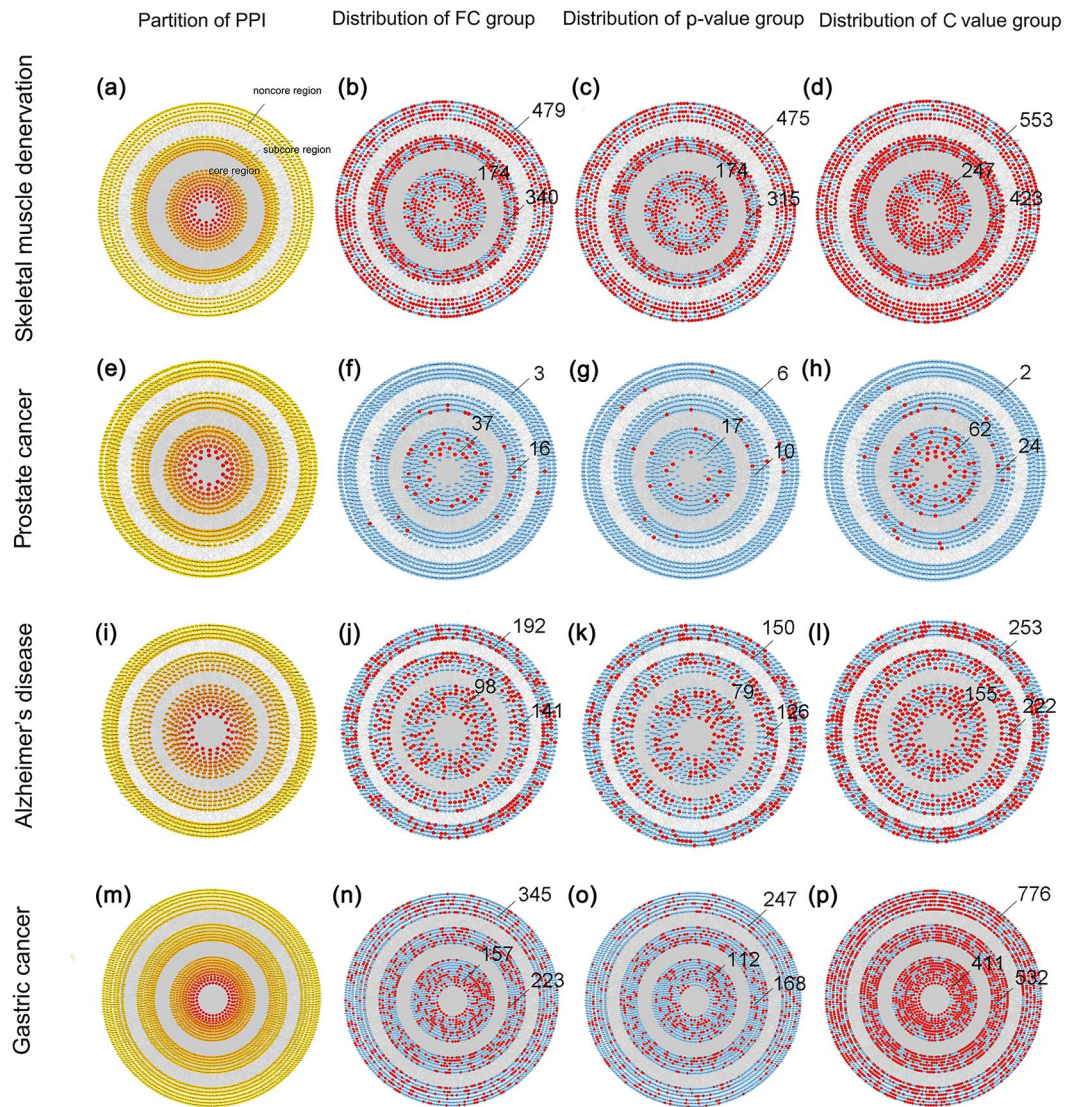 Partition of PPI
Distribution of FC group
Distribution of p-value group
Distribution of C value group
Skeletal muscle denervation
(a)
noncore region
subcore region
core region
(b)
479
174
340
(c)
475
174
315
(d)
553
247
423
Prostate cancer
(e)
(f)
3
37
16
(g)
6
17
10
(h)
2
62
24
Alzheimer's disease
(i)
(j)
192
98
141
(k)
150
79
126
(l)
253
155
222
Gastric cancer
(m)
(n)
345
157
223
(o)
247
112
168
(p)
776
411
532